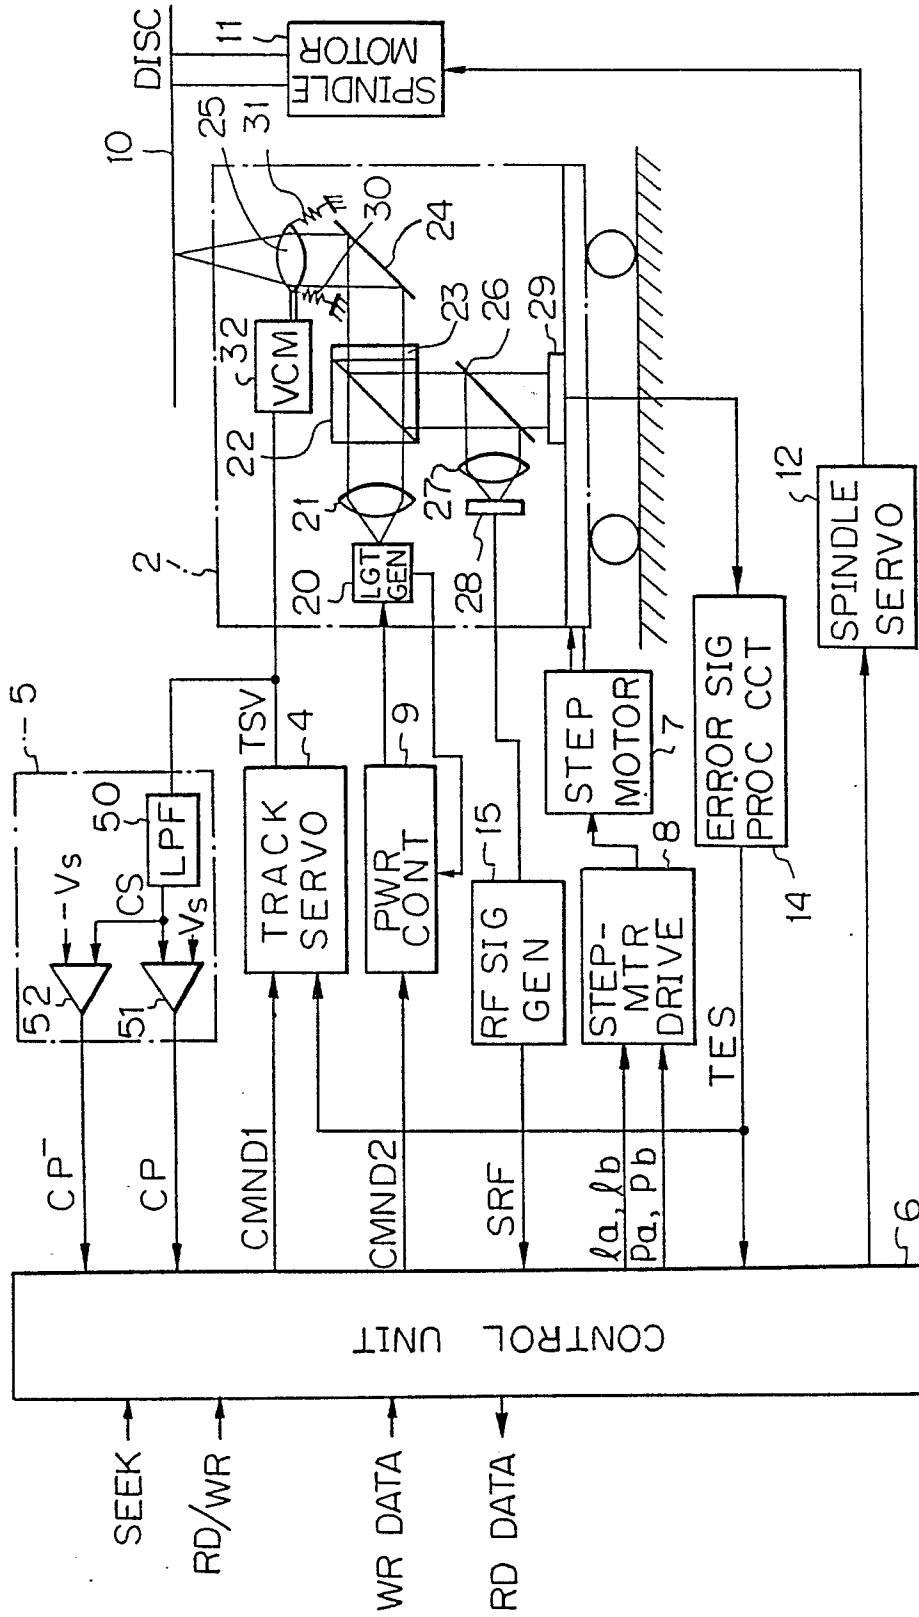 SEEK
RD/WR
WR DATA
RD DATA
CONTROL UNIT
6
CP⁻
CP
CMND1
CMND2
SRF
la, lb
Pa, Pb
TES
5
52
51
--Vs
CS
--Vs
50
LPF
TSV
TRACK
SERVO
4
PWR
CONT
9
RF SIG
GEN
15
STEP-
MTR
DRIVE
8
STEP
MOTOR
7
ERROR SIG
PROC CCT
14
SPINDLE
SERVO
12
2
20
LGT
GEN
21
22
23
24
25
26
27
28
29
30
31
32
VCM
10
DISC
11
SPINDLE
MOTOR